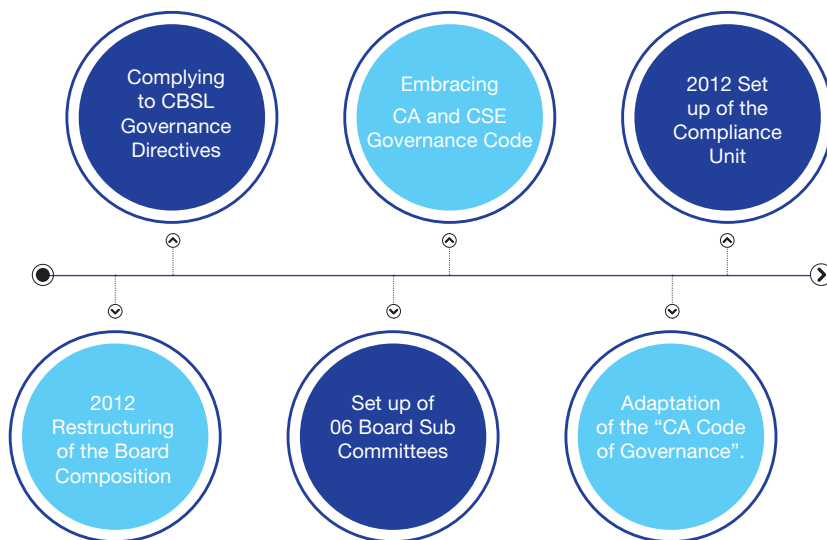 Complying
to CBSL
Governance
Directives
Embracing
CA and CSE
Governance Code
2012 Set
up of the
Compliance
Unit
2012
Restructuring
of the Board
Composition
Set up of
06 Board Sub
Committees
Adaptation
of the “CA Code
of Governance”.